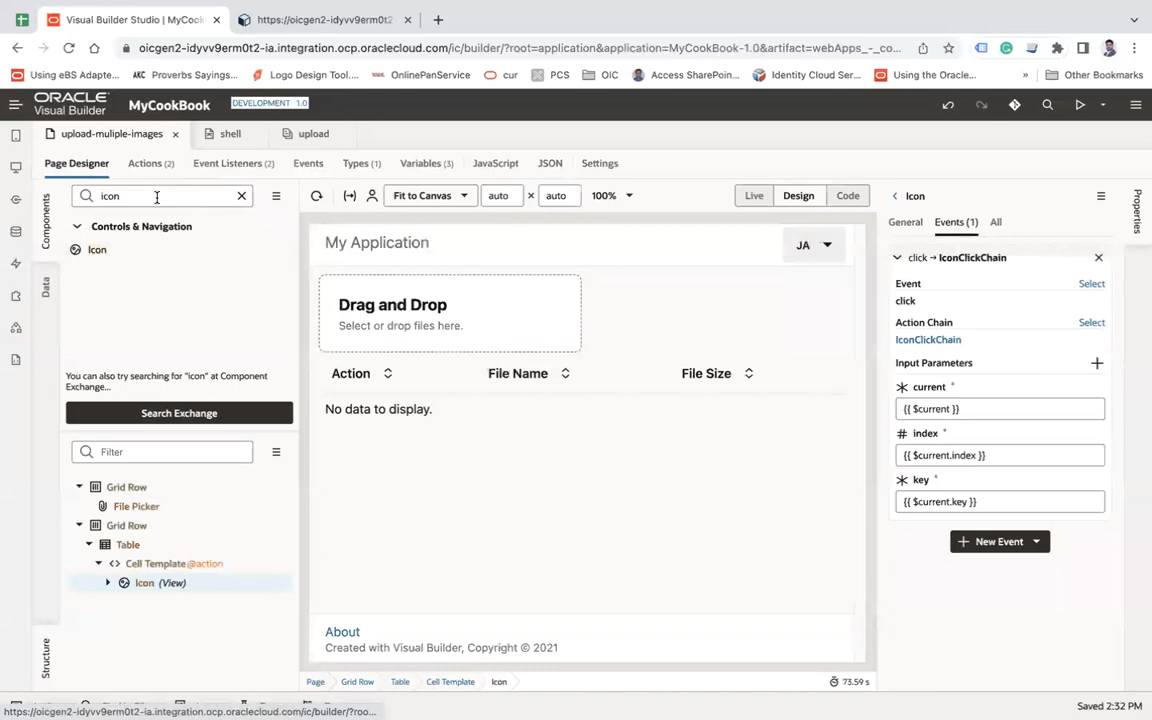 Visual Builder Studio | MyCook
https://oicgen2-idyvv9erm0t2-
oicgen2-idyvv9erm0t2-ia.integration.ocp.oraclecloud.com/ic/builder/?root=application&application=MyCookBook-1.0&artifact=webApps_-_co...
Using eBS Adapte...
AKC Proverbs Sayings...
Logo Design Tool....
OnlinePanService
cur
PCS
OIC
Access SharePoin...
Identity Cloud Ser...
Using the Oracle...
»
Other Bookmarks
ORACLE
Visual Builder
MyCookBook
DEVELOPMENT 1.0
upload-muliple-images
shell
upload
Page Designer
Actions (2)
Event Listeners (2)
Events
Types (1)
Variables (3)
JavaScript
JSON
Settings
Components
Data
Structure
icon
Controls & Navigation
Icon
You can also try searching for "icon" at Component
Exchange...
Search Exchange
Filter
Grid Row
File Picker
Grid Row
Table
<> Cell Template @action
Icon (View)
Fit to Canvas
auto
×
auto
100%
Live
Design
Code
My Application
JA
Drag and Drop
Select or drop files here.
Action
File Name
File Size
No data to display.
About
Created with Visual Builder, Copyright © 2021
Page
Grid Row
Table
Cell Template
Icon
73.59 s
Icon
General
Events (1)
All
click → IconClickChain
Event
Select
click
Action Chain
Select
IconClickChain
Input Parameters
current *
{{ $current }}
# index *
{{ $current.index }}
key *
{{ $current.key }}
New Event
Properties
Saved 2:32 PM
https://oicgen2-idyvv9erm0t2-ia.integration.ocp.oraclecloud.com/ic/builder/?roo...